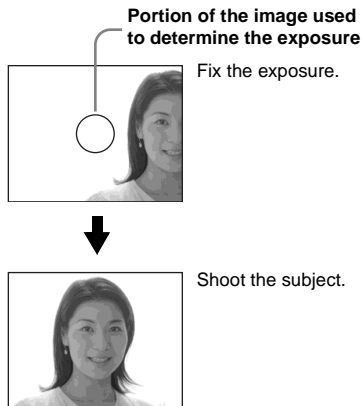 Portion of the image used
to determine the exposure
Fix the exposure.
Shoot the subject.